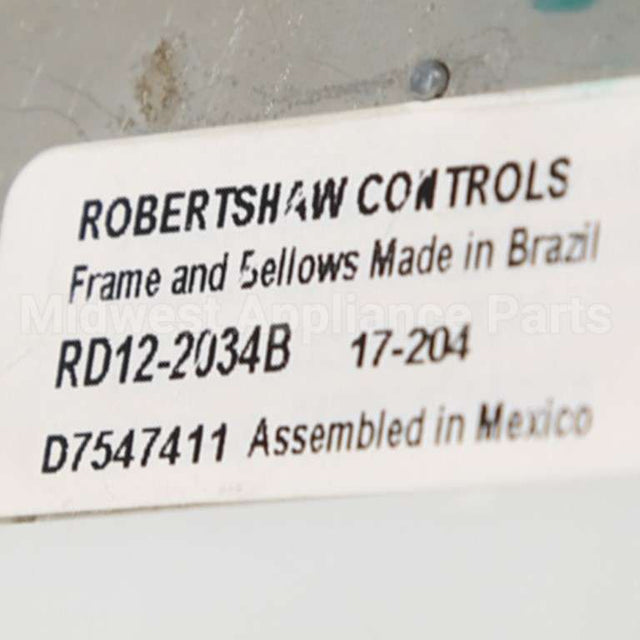 ROBERTSHAW CONTROLS
Frame and Bellows Made in Brazil
Midwest Appliance Parts
RD12-2034B 17-204
D7547411 Assembled in Mexico